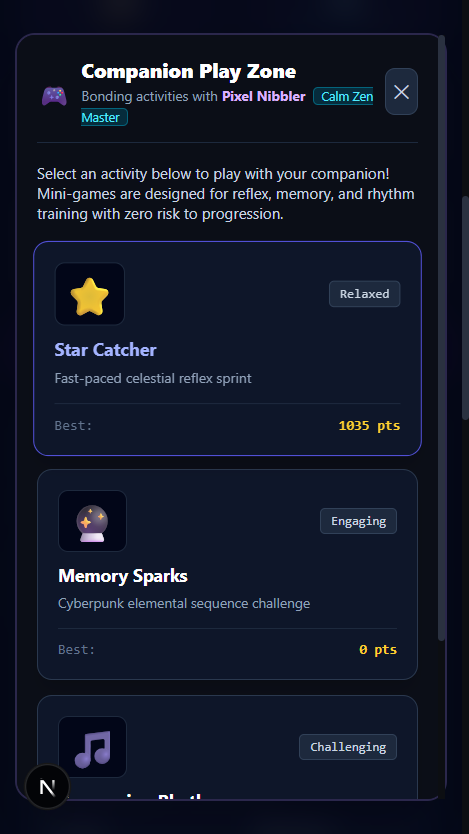 Companion Play Zone
Bonding activities with Pixel Nibbler Calm Zen
Master
Select an activity below to play with your companion!
Mini-games are designed for reflex, memory, and rhythm
training with zero risk to progression.
Relaxed
Star Catcher
Fast-paced celestial reflex sprint
Best: 1035 pts
Engaging
Memory Sparks
Cyberpunk elemental sequence challenge
Best: 0 pts
Challenging
N